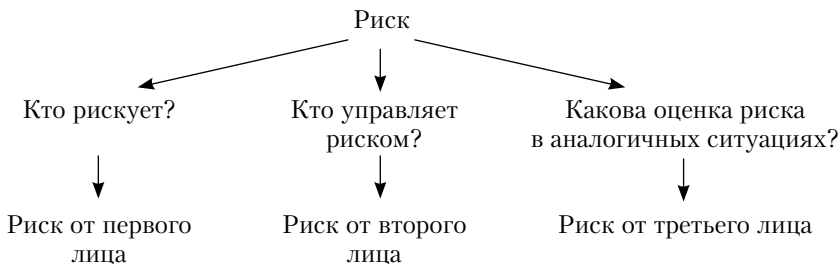 Риск
Кто рискует?
Кто управляет
риском?
Какова оценка риска
в аналогичных ситуациях?
Риск от первого
лица
Риск от второго
лица
Риск от третьего лица